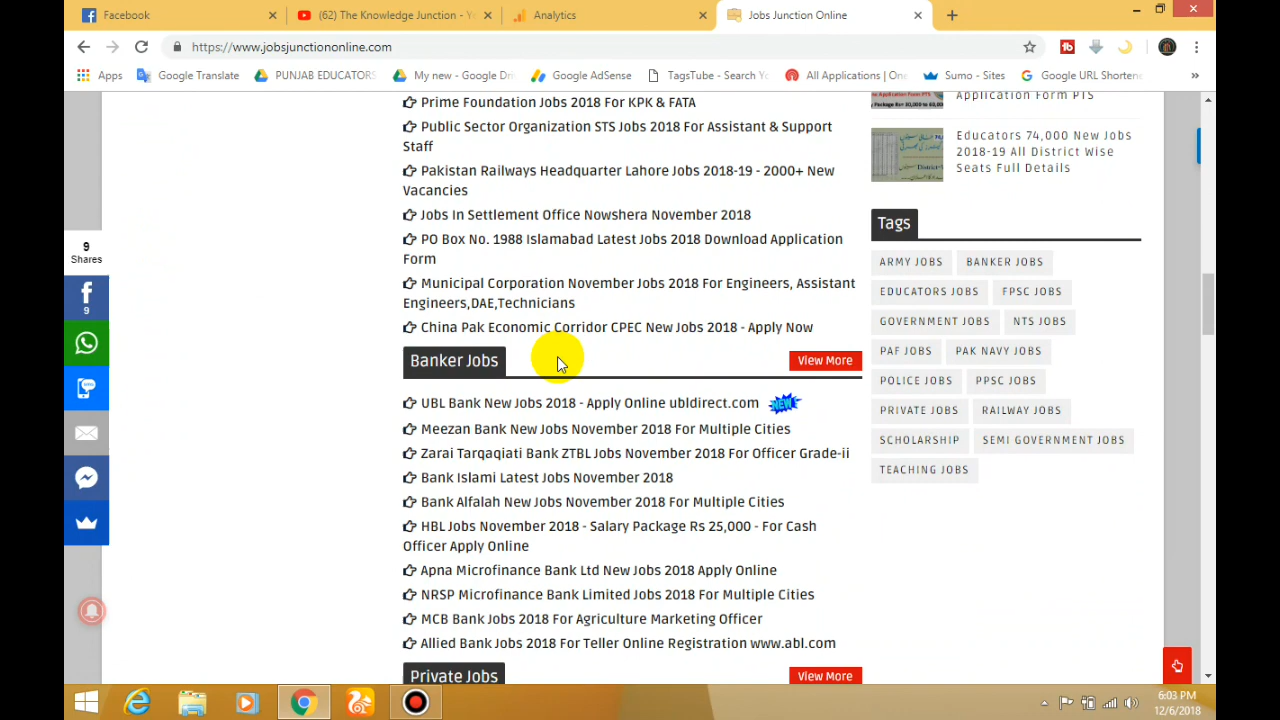 Facebook
(62) The Knowledge Junction - Y
Analytics
Jobs Junction Online
https://www.jobsjunctiononline.com
Apps
Google Translate
PUNJAB EDUCATORS
My new - Google Dri
Google AdSense
TagsTube - Search Yo
All Applications | One
Sumo - Sites
Google URL Shortene
Prime Foundation Jobs 2018 For KPK & FATA
Public Sector Organization STS Jobs 2018 For Assistant & Support
Staff
Pakistan Railways Headquarter Lahore Jobs 2018-19 - 2000+ New
Vacancies
Jobs In Settlement Office Nowshera November 2018
PO Box No. 1988 Islamabad Latest Jobs 2018 Download Application
Form
Municipal Corporation November Jobs 2018 For Engineers, Assistant
Engineers,DAE,Technicians
China Pak Economic Corridor CPEC New Jobs 2018 - Apply Now
Banker Jobs
View More
UBL Bank New Jobs 2018 - Apply Online ubldirect.com NEW
Meezan Bank New Jobs November 2018 For Multiple Cities
Zarai Tarqaqiati Bank ZTBL Jobs November 2018 For Officer Grade-ii
Bank Islami Latest Jobs November 2018
Bank Alfalah New Jobs November 2018 For Multiple Cities
HBL Jobs November 2018 - Salary Package Rs 25,000 - For Cash
Officer Apply Online
Apna Microfinance Bank Ltd New Jobs 2018 Apply Online
NRSP Microfinance Bank Limited Jobs 2018 For Multiple Cities
MCB Bank Jobs 2018 For Agriculture Marketing Officer
Allied Bank Jobs 2018 For Teller Online Registration www.abl.com
Private Jobs
View More
Application Form PTS
Educators 74,000 New Jobs
2018-19 All District Wise
Seats Full Details
Tags
ARMY JOBS
BANKER JOBS
EDUCATORS JOBS
FPSC JOBS
GOVERNMENT JOBS
NTS JOBS
PAF JOBS
PAK NAVY JOBS
POLICE JOBS
PPSC JOBS
PRIVATE JOBS
RAILWAY JOBS
SCHOLARSHIP
SEMI GOVERNMENT JOBS
TEACHING JOBS
9
Shares
9
6:03 PM
12/6/2018